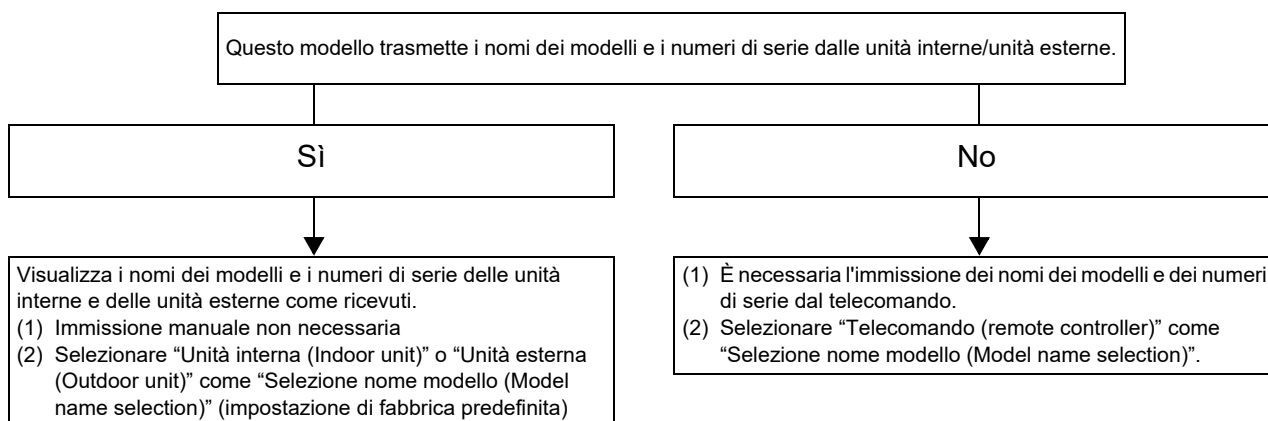 Questo modello trasmette i nomi dei modelli e i numeri di serie dalle unità interne/unità esterne.
Sì
No
Visualizza i nomi dei modelli e i numeri di serie delle unità
interne e delle unità esterne come ricevuti.
(1) Immissione manuale non necessaria
(2) Selezionare “Unità interna (Indoor unit)” o “Unità esterna
(Outdoor unit)” come “Selezione nome modello (Model
name selection)” (impostazione di fabbrica predefinita)
(1) È necessaria l'immissione dei nomi dei modelli e dei numeri
di serie dal telecomando.
(2) Selezionare “Telecomando (remote controller)” come
“Selezione nome modello (Model name selection)”.